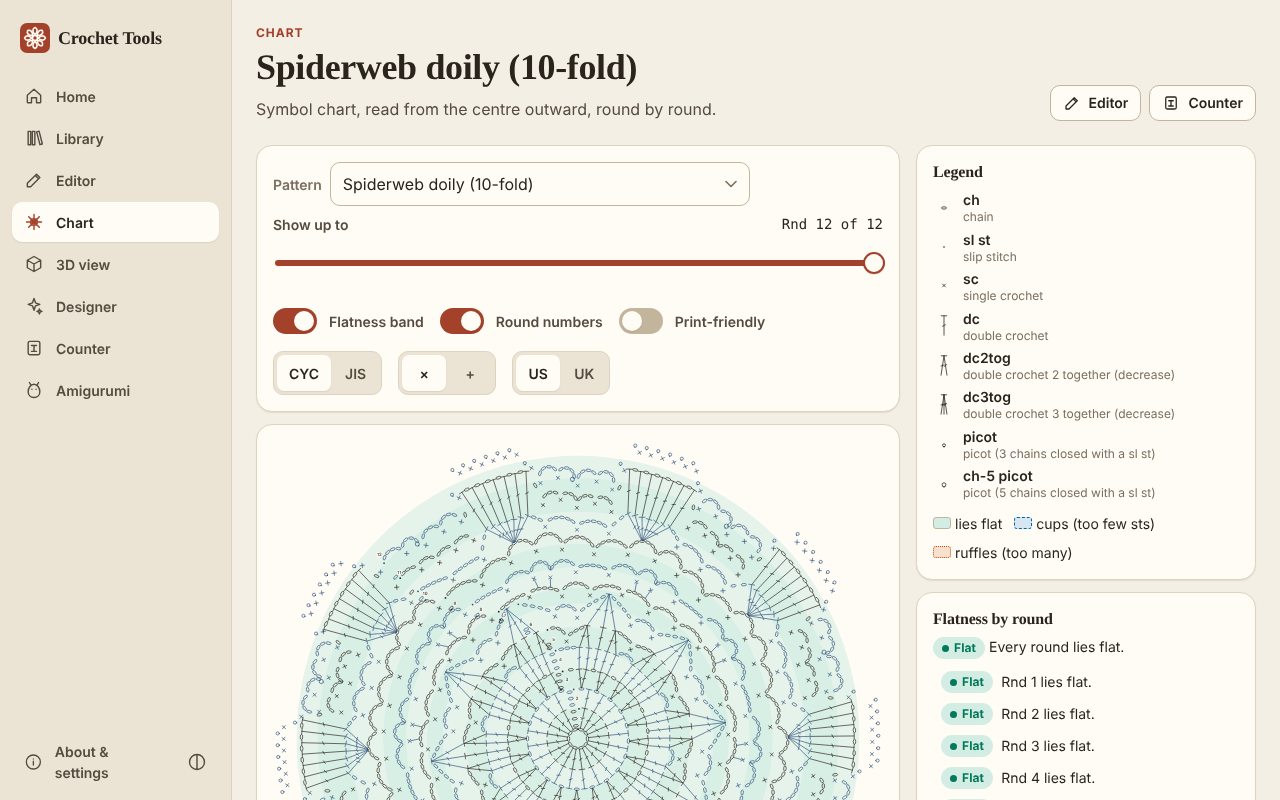 Crochet Tools
Home
Library
Editor
Chart
3D view
Designer
Counter
Amigurumi
About &
settings
CHART
Spiderweb doily (10-fold)
Symbol chart, read from the centre outward, round by round.
Editor
Counter
Pattern
Spiderweb doily (10-fold)
Show up to
Rnd 12 of 12
Flatness band
Round numbers
Print-friendly
CYC
JIS
×
+
US
UK
Legend
ch
chain
sl st
slip stitch
sc
single crochet
dc
double crochet
dc2tog
double crochet 2 together (decrease)
dc3tog
double crochet 3 together (decrease)
picot
picot (3 chains closed with a sl st)
ch-5 picot
picot (5 chains closed with a sl st)
lies flat
cups (too few sts)
ruffles (too many)
Flatness by round
Flat Every round lies flat.
Flat Rnd 1 lies flat.
Flat Rnd 2 lies flat.
Flat Rnd 3 lies flat.
Flat Rnd 4 lies flat.